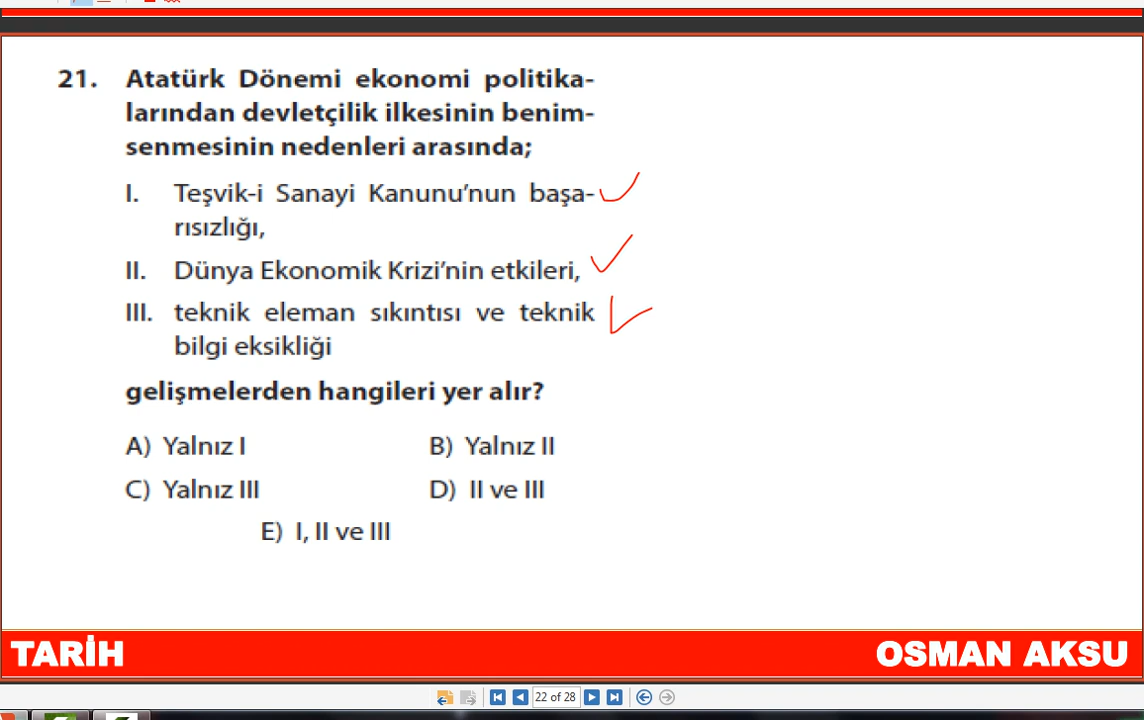 21. Atatürk Dönemi ekonomi politika-
larından devletçilik ilkesinin benim-
senmesinin nedenleri arasında;
I. Teşvik-i Sanayi Kanunu’nun başa-
rısızlığı,
II. Dünya Ekonomik Krizi’nin etkileri,
III. teknik eleman sıkıntısı ve teknik
bilgi eksikliği
gelişmelerden hangileri yer alır?
A) Yalnız I B) Yalnız II
C) Yalnız III D) II ve III
E) I, II ve III
TARİH OSMAN AKSU
22 of 28